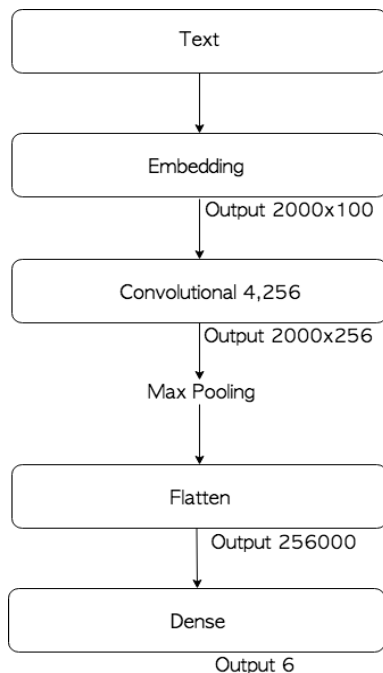 Text
Embedding
Output 2000x100
Convolutional 4,256
Output 2000x256
Max Pooling
Flatten
Output 256000
Dense
Output 6